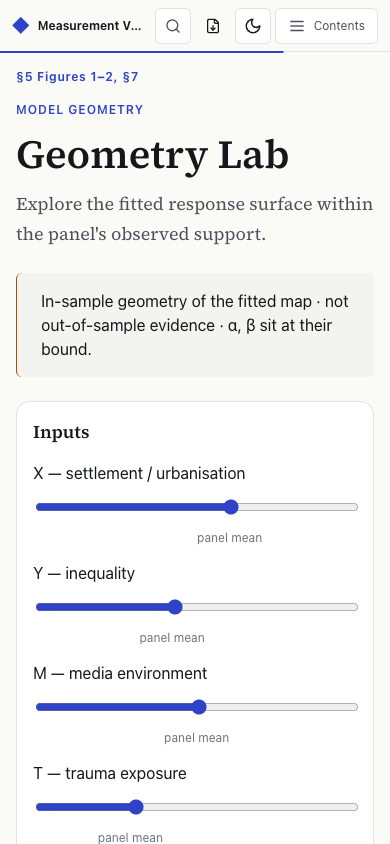 Measurement V...
Contents
§5 Figures 1–2, §7
MODEL GEOMETRY
Geometry Lab
Explore the fitted response surface within
the panel's observed support.
In-sample geometry of the fitted map · not
out-of-sample evidence · α, β sit at their
bound.
Inputs
X — settlement / urbanisation
panel mean
Y — inequality
panel mean
M — media environment
panel mean
T — trauma exposure
panel mean